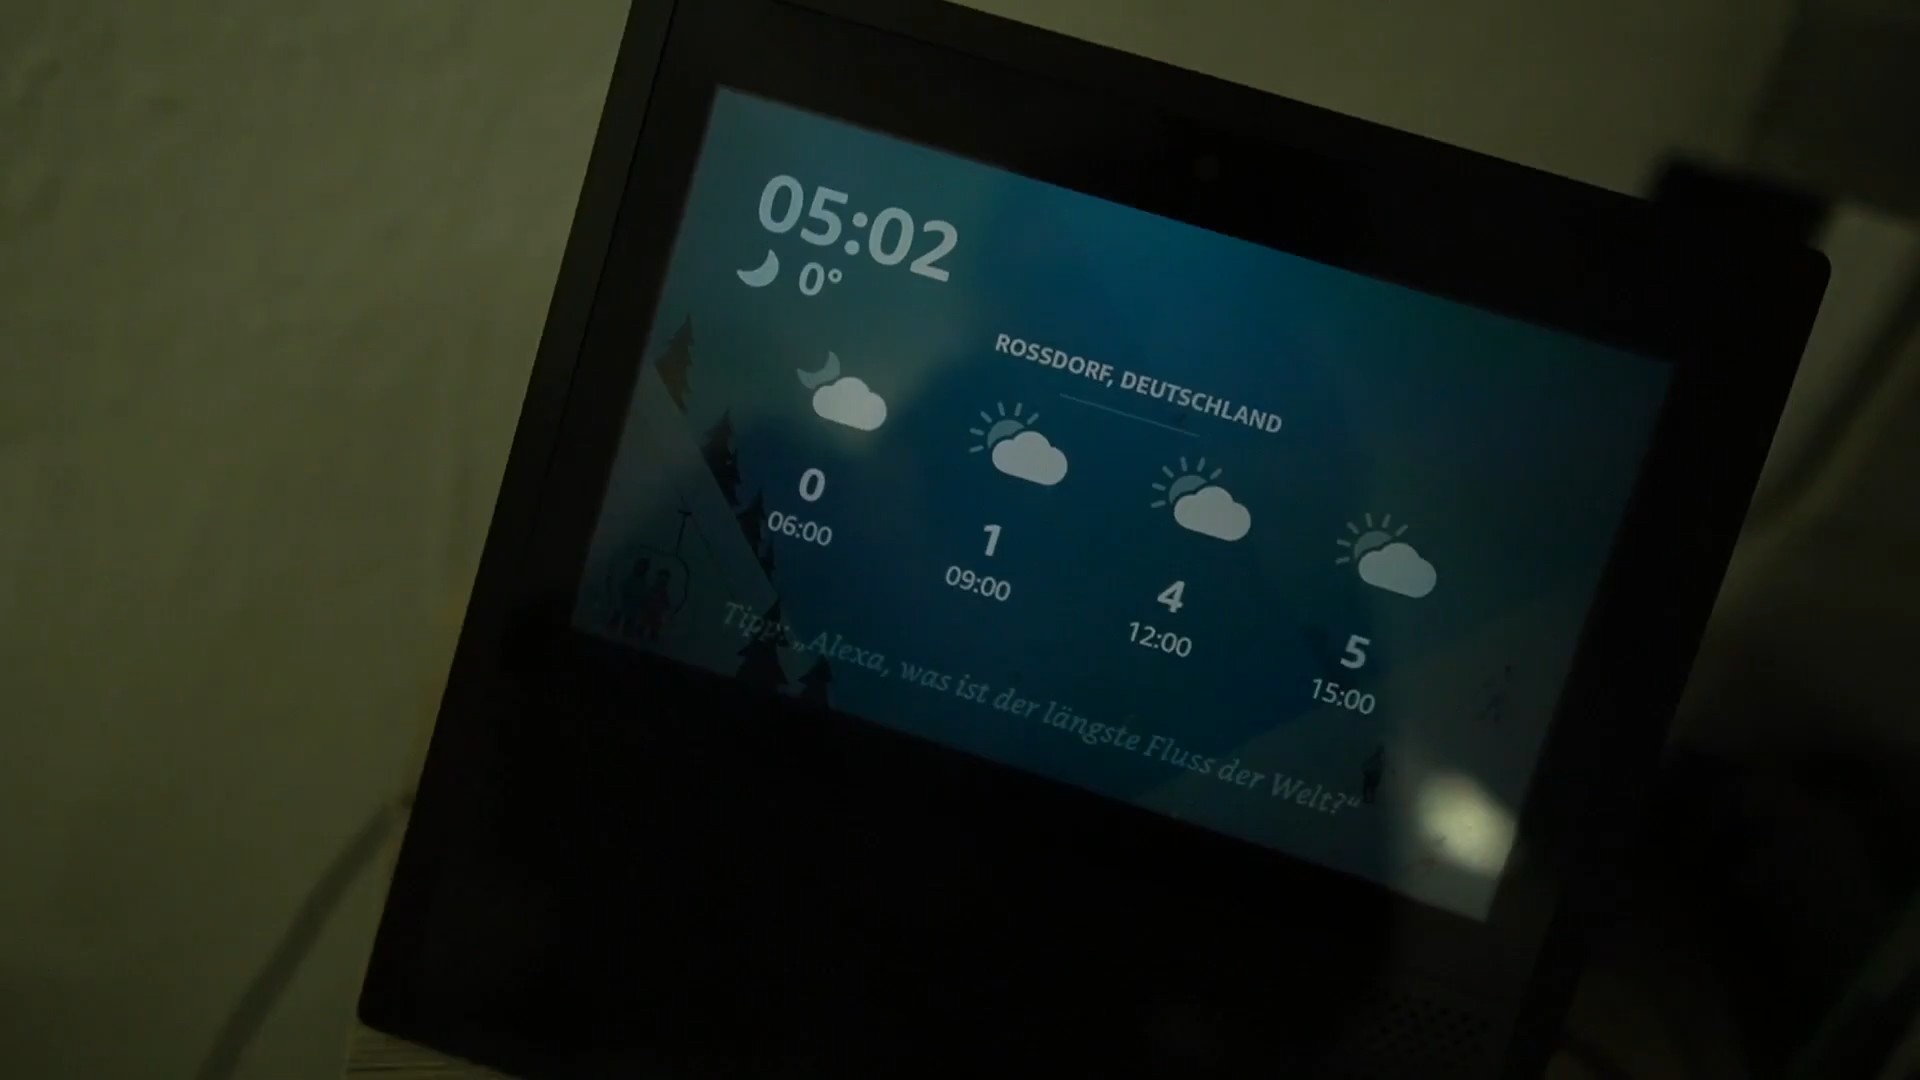 05:02
0°
ROSSDORF, DEUTSCHLAND
0 1 4 5
06:00 09:00 12:00 15:00
Tipp: „Alexa, was ist der längste Fluss der Welt?“